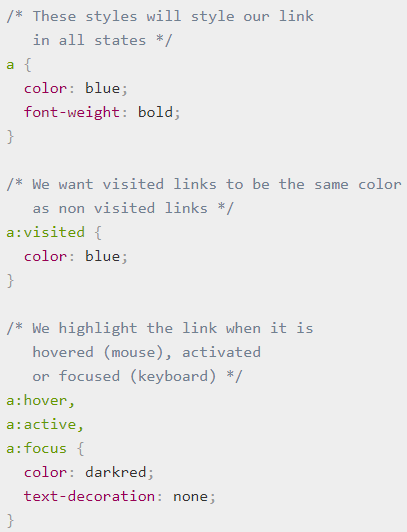 /* These styles will style our link
   in all states */
a {
  color: blue;
  font-weight: bold;
}

/* We want visited links to be the same color
   as non visited links */
a:visited {
  color: blue;
}

/* We highlight the link when it is
   hovered (mouse), activated
   or focused (keyboard) */
a:hover,
a:active,
a:focus {
  color: darkred;
  text-decoration: none;
}